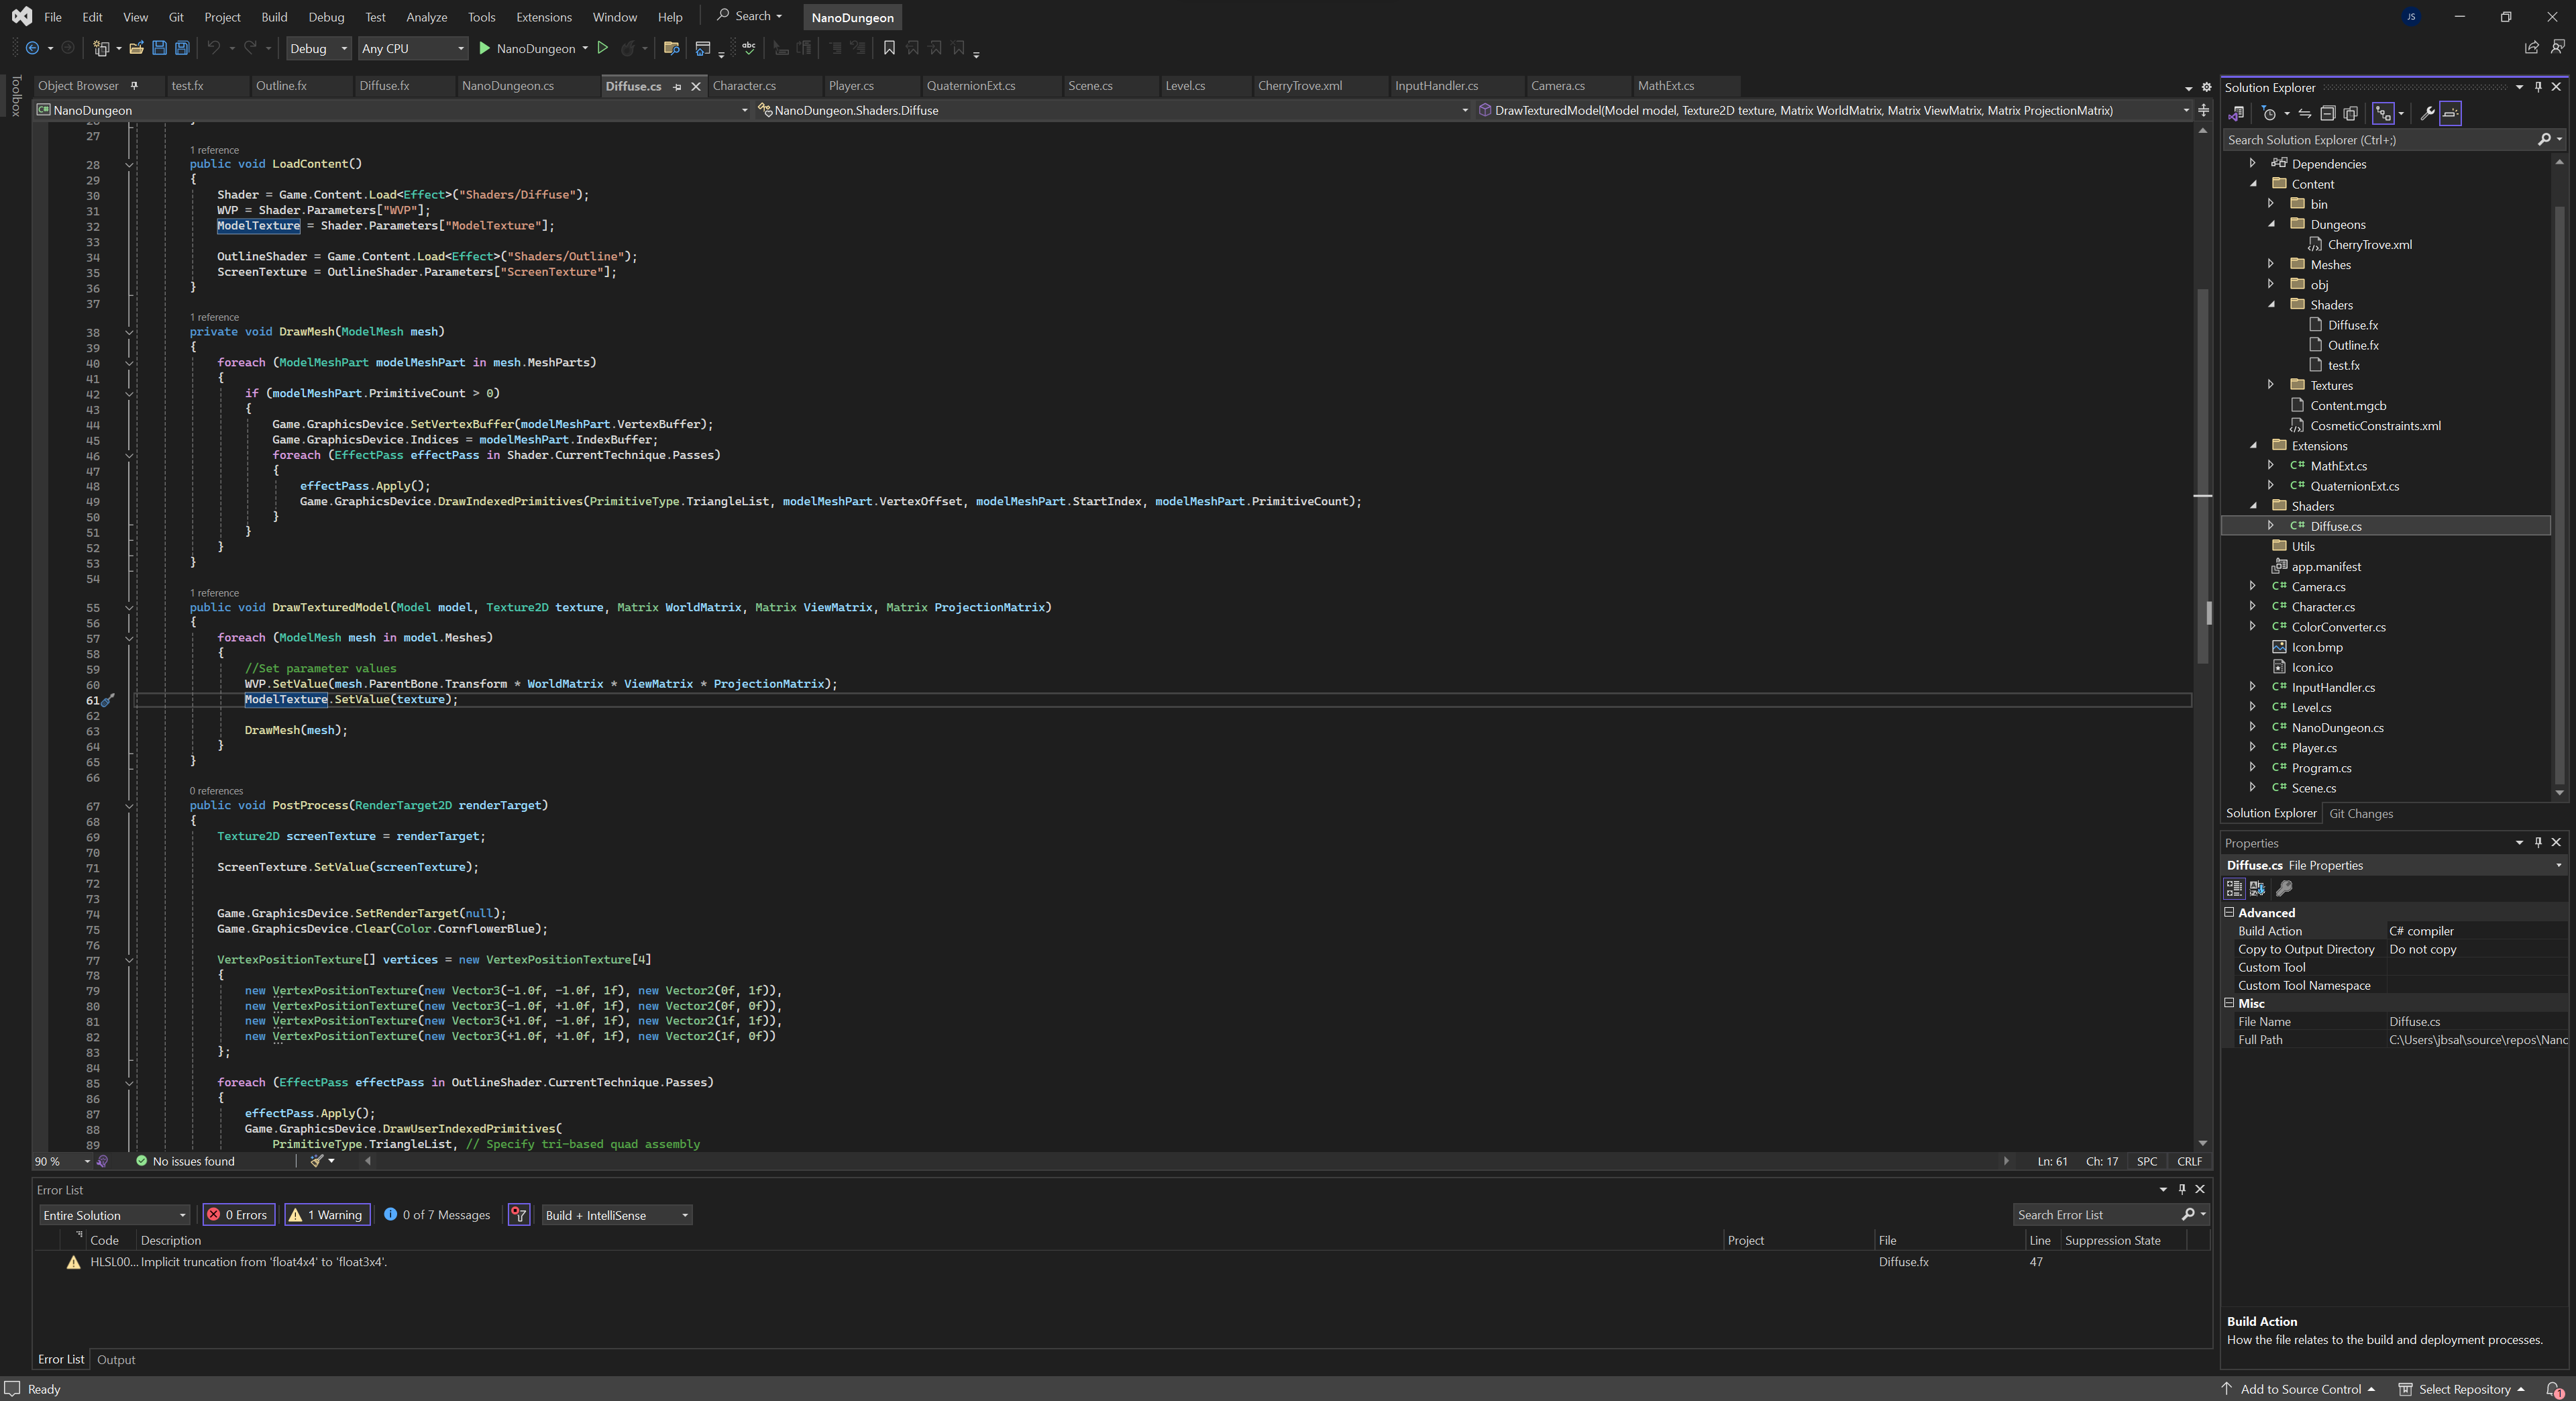 File Edit View Git Project Build Debug Test Analyze Tools Extensions Window Help Search NanoDungeon JS
Debug Any CPU NanoDungeon
Toolbox
Object Browser test.fx Outline.fx Diffuse.fx NanoDungeon.cs Diffuse.cs Character.cs Player.cs QuaternionExt.cs Scene.cs Level.cs CherryTrove.xml InputHandler.cs Camera.cs MathExt.cs
NanoDungeon NanoDungeon.Shaders.Diffuse DrawTexturedModel(Model model, Texture2D texture, Matrix WorldMatrix, Matrix ViewMatrix, Matrix ProjectionMatrix)
27
1 reference
28 public void LoadContent()
29 {
30 Shader = Game.Content.Load<Effect>("Shaders/Diffuse");
31 WVP = Shader.Parameters["WVP"];
32 ModelTexture = Shader.Parameters["ModelTexture"];
33
34 OutlineShader = Game.Content.Load<Effect>("Shaders/Outline");
35 ScreenTexture = OutlineShader.Parameters["ScreenTexture"];
36 }
37
1 reference
38 private void DrawMesh(ModelMesh mesh)
39 {
40 foreach (ModelMeshPart modelMeshPart in mesh.MeshParts)
41 {
42 if (modelMeshPart.PrimitiveCount > 0)
43 {
44 Game.GraphicsDevice.SetVertexBuffer(modelMeshPart.VertexBuffer);
45 Game.GraphicsDevice.Indices = modelMeshPart.IndexBuffer;
46 foreach (EffectPass effectPass in Shader.CurrentTechnique.Passes)
47 {
48 effectPass.Apply();
49 Game.GraphicsDevice.DrawIndexedPrimitives(PrimitiveType.TriangleList, modelMeshPart.VertexOffset, modelMeshPart.StartIndex, modelMeshPart.PrimitiveCount);
50 }
51 }
52 }
53 }
54
1 reference
55 public void DrawTexturedModel(Model model, Texture2D texture, Matrix WorldMatrix, Matrix ViewMatrix, Matrix ProjectionMatrix)
56 {
57 foreach (ModelMesh mesh in model.Meshes)
58 {
59 //Set parameter values
60 WVP.SetValue(mesh.ParentBone.Transform * WorldMatrix * ViewMatrix * ProjectionMatrix);
61 ModelTexture.SetValue(texture);
62
63 DrawMesh(mesh);
64 }
65 }
66
0 references
67 public void PostProcess(RenderTarget2D renderTarget)
68 {
69 Texture2D screenTexture = renderTarget;
70
71 ScreenTexture.SetValue(screenTexture);
72
73
74 Game.GraphicsDevice.SetRenderTarget(null);
75 Game.GraphicsDevice.Clear(Color.CornflowerBlue);
76
77 VertexPositionTexture[] vertices = new VertexPositionTexture[4]
78 {
79 new VertexPositionTexture(new Vector3(-1.0f, -1.0f, 1f), new Vector2(0f, 1f)),
80 new VertexPositionTexture(new Vector3(-1.0f, +1.0f, 1f), new Vector2(0f, 0f)),
81 new VertexPositionTexture(new Vector3(+1.0f, -1.0f, 1f), new Vector2(1f, 1f)),
82 new VertexPositionTexture(new Vector3(+1.0f, +1.0f, 1f), new Vector2(1f, 0f))
83 };
84
85 foreach (EffectPass effectPass in OutlineShader.CurrentTechnique.Passes)
86 {
87 effectPass.Apply();
88 Game.GraphicsDevice.DrawUserIndexedPrimitives(
89 PrimitiveType.TriangleList, // Specify tri-based quad assembly
90 % No issues found Ln: 61 Ch: 17 SPC CRLF
Error List
Entire Solution 0 Errors 1 Warning 0 of 7 Messages Build + IntelliSense Search Error List
Code Description Project File Line Suppression State
HLSL00... Implicit truncation from 'float4x4' to 'float3x4'. Diffuse.fx 47
Error List Output
Solution Explorer
Search Solution Explorer (Ctrl+;)
Dependencies
Content
bin
Dungeons
CherryTrove.xml
Meshes
obj
Shaders
Diffuse.fx
Outline.fx
test.fx
Textures
Content.mgcb
CosmeticConstraints.xml
Extensions
C# MathExt.cs
C# QuaternionExt.cs
Shaders
C# Diffuse.cs
Utils
app.manifest
C# Camera.cs
C# Character.cs
C# ColorConverter.cs
Icon.bmp
Icon.ico
C# InputHandler.cs
C# Level.cs
C# NanoDungeon.cs
C# Player.cs
C# Program.cs
C# Scene.cs
Solution Explorer Git Changes
Properties
Diffuse.cs File Properties
Advanced
Build Action C# compiler
Copy to Output Directory Do not copy
Custom Tool
Custom Tool Namespace
Misc
File Name Diffuse.cs
Full Path C:\Users\jbsal\source\repos\Nanc
Build Action
How the file relates to the build and deployment processes.
Ready Add to Source Control Select Repository 1